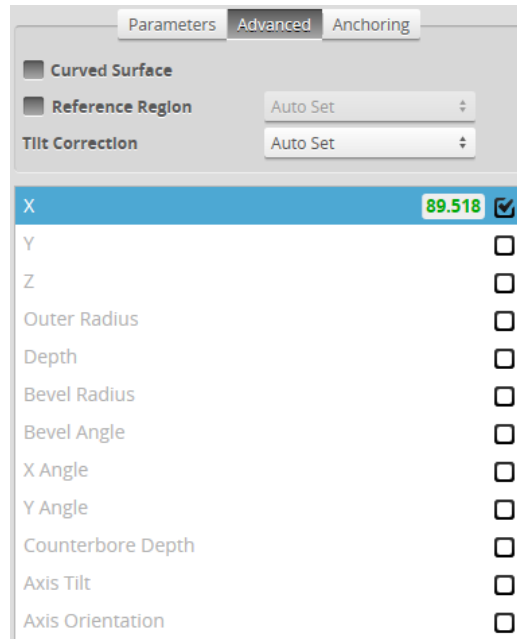 Parameters Advanced Anchoring
Curved Surface
Reference Region Auto Set
Tilt Correction Auto Set
X 89.518
Y
Z
Outer Radius
Depth
Bevel Radius
Bevel Angle
X Angle
Y Angle
Counterbore Depth
Axis Tilt
Axis Orientation